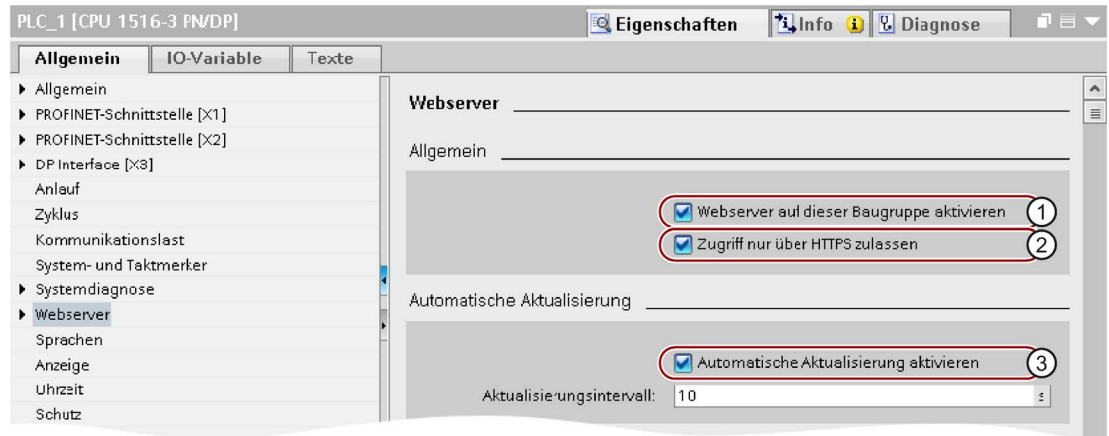 PLC_1 [CPU 1516-3 PN/DP]
Eigenschaften
Info
Diagnose
Allgemein
IO-Variable
Texte
Allgemein
PROFINET-Schnittstelle [X1]
PROFINET-Schnittstelle [X2]
DP Interface [X3]
Anlauf
Zyklus
Kommunikationslast
System- und Taktmerker
Systemdiagnose
Webserver
Sprachen
Anzeige
Uhrzeit
Schutz
Webserver
Allgemein
Webserver auf dieser Baugruppe aktivieren 1
Zugriff nur über HTTPS zulassen 2
Automatische Aktualisierung
Automatische Aktualisierung aktivieren 3
Aktualisierungsintervall: 10 s